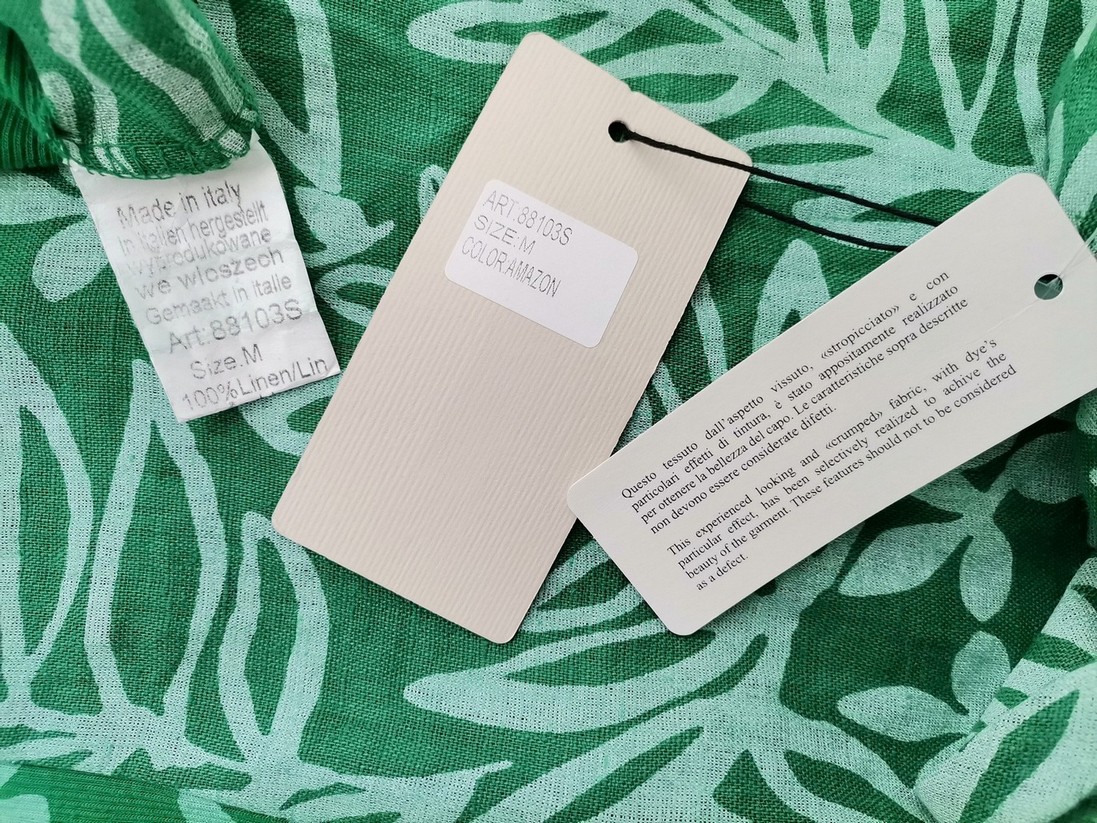 Made in italy
in Italien hergestellt
wyprodukowane
we wloszech
Gemaakt in Italie
Art:88103S
Size.M
100%Linen/Lin
ART:88103S
SIZE:M
COLOR:AMAZON
Questo tessuto dall'aspetto vissuto, «stropicciato» e con
particolari effetti di tintura, è stato appositamente realizzato
per ottenere la bellezza del capo. Le caratteristiche sopra descritte
non devono essere considerate difetti.
This experienced looking and «crumped» fabric, with dye's
particular effect, has been selectively realized to achive the
beauty of the garment. These features should not to be considered
as a defect.